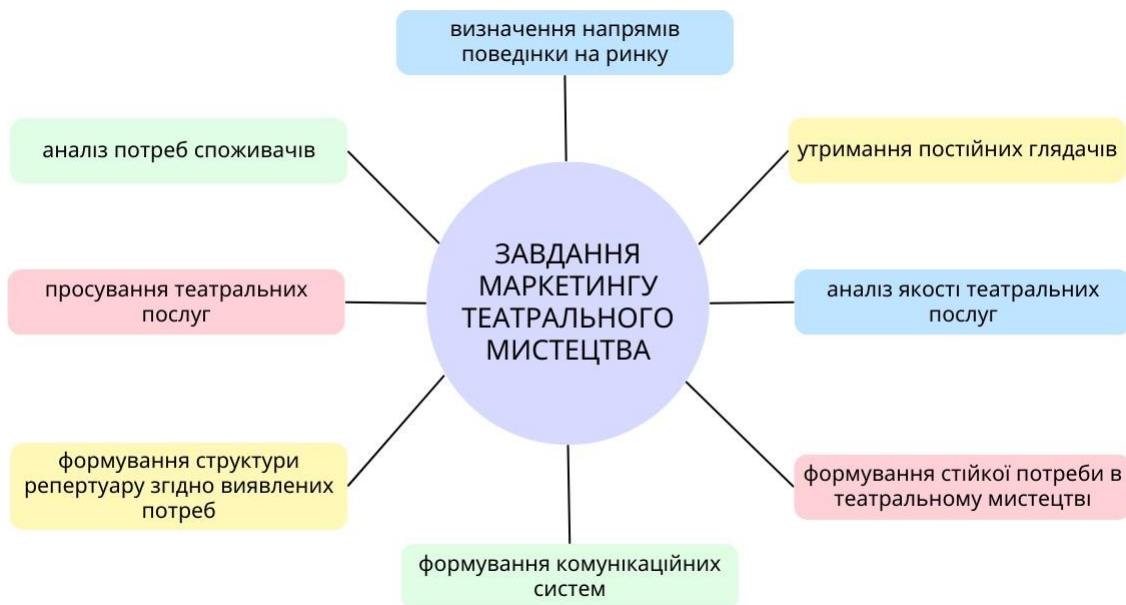 визначення напрямів
поведінки на ринку
аналіз потреб споживачів
утримання постійних глядачів
ЗАВДАННЯ
МАРКЕТИНГУ
ТЕАТРАЛЬНОГО
МИСТЕЦТВА
просування театральних
послуг
аналіз якості театральних
послуг
формування структури
репертуару згідно виявлених
потреб
формування стійкої потреби в
театральному мистецтві
формування комунікаційних
систем